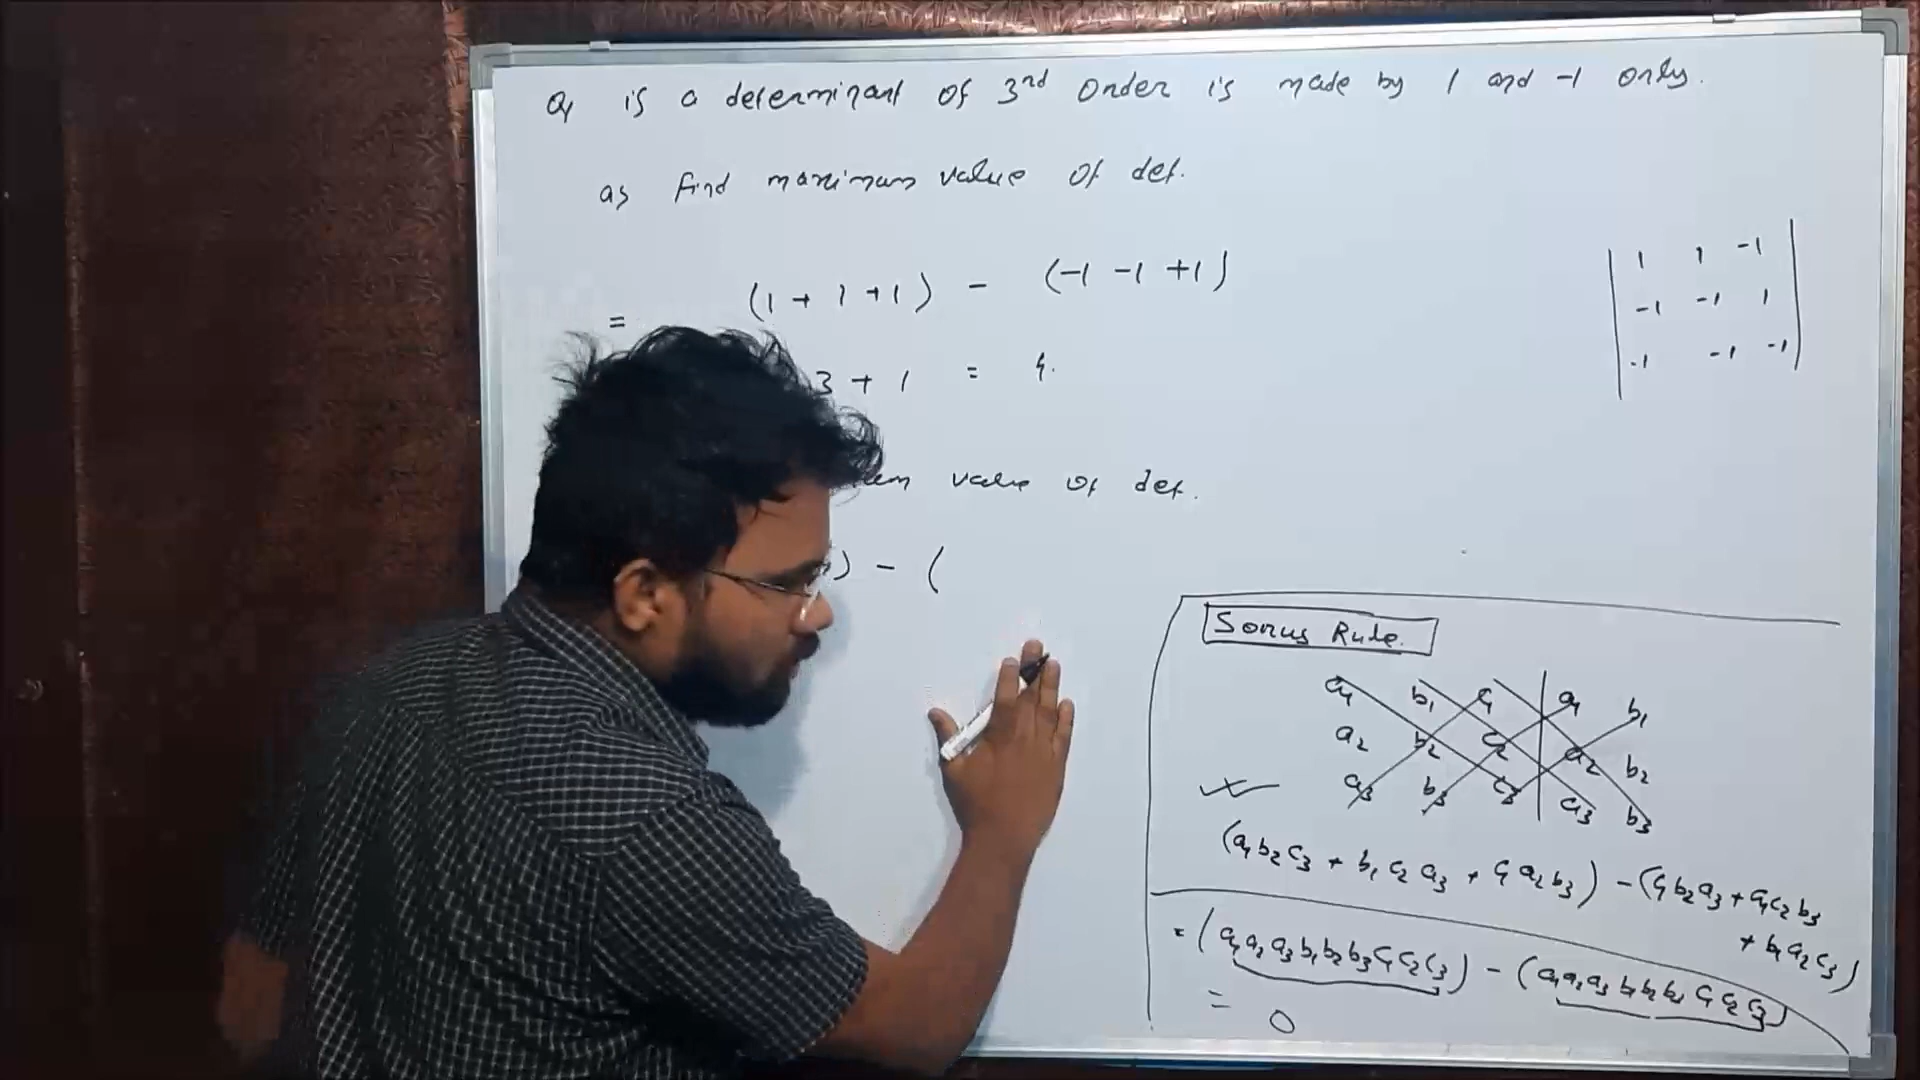 Q is a determinant of 3rd order is made by 1 and -1 only.
as find maximum value of det.
= (1 + 1 + 1) - (-1 -1 +1)
3 + 1 = 4.
value of det.
) - (
1 1 -1
-1 -1 1
-1 -1 -1
Sorus Rule.
a₁ b₁ c₁ a₁ b₁
a₂ b₂ c₂ a₂ b₂
a₃ b₃ c₃ a₃ b₃
(a₁b₂c₃ + b₁c₂a₃ + c₁a₂b₃) - (c₁b₂a₃ + a₁c₂b₃
+ b₁a₂c₃)
= (a₁a₂a₃b₁b₂b₃c₁c₂c₃) - (a₁a₂a₃b₁b₂b₃c₁c₂c₃)
= 0